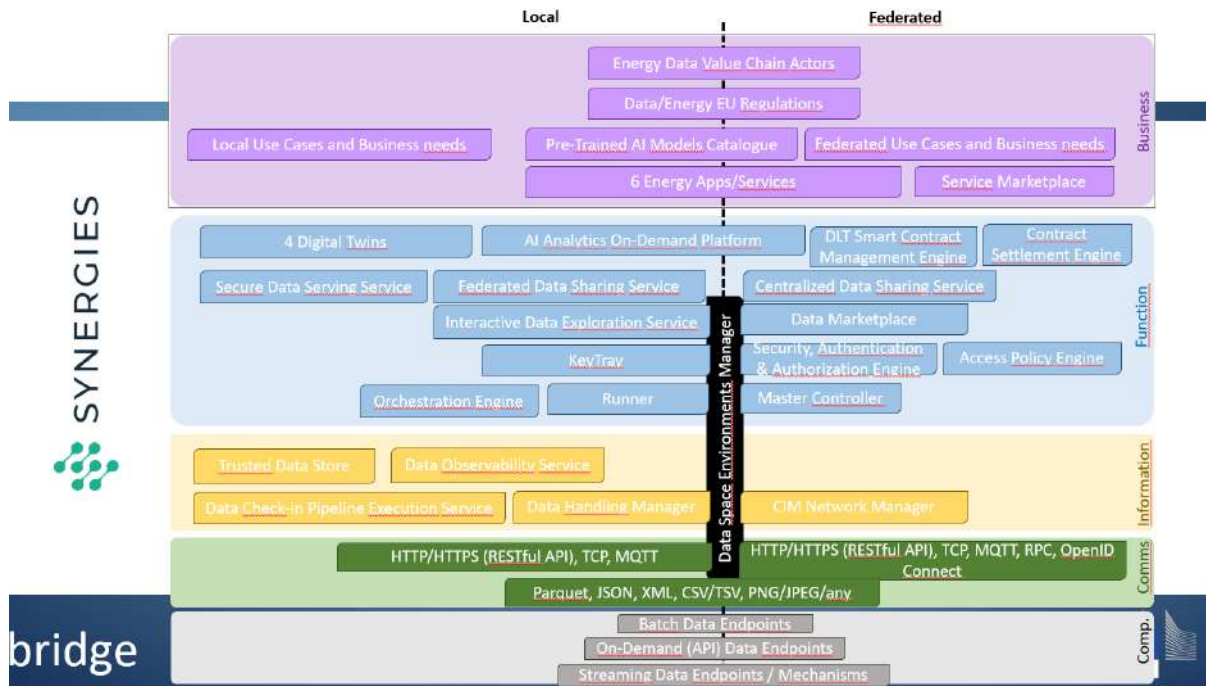 Local
Federated
Energy Data Value Chain Actors
Data/Energy EU Regulations
Local Use Cases and Business needs
Pre-Trained AI Models Catalogue
Federated Use Cases and Business needs
6 Energy Apps/Services
Service Marketplace
Business
4 Digital Twins
AI Analytics On-Demand Platform
DLT Smart Contract
Management Engine
Contract
Settlement Engine
Secure Data Serving Service
Federated Data Sharing Service
Centralized Data Sharing Service
Interactive Data Exploration Service
Data Marketplace
KeyTray
Security, Authentication
& Authorization Engine
Access Policy Engine
Orchestration Engine
Runner
Master Controller
Function
Data Space Environments Manager
Trusted Data Store
Data Observability Service
Data Check-in Pipeline Execution Service
Data Handling Manager
CIM Network Manager
Information
HTTP/HTTPS (RESTful API), TCP, MQTT
HTTP/HTTPS (RESTful API), TCP, MQTT, RPC, OpenID
Connect
Parquet, JSON, XML, CSV/TSV, PNG/JPEG/any
Comms
Batch Data Endpoints
On-Demand (API) Data Endpoints
Streaming Data Endpoints / Mechanisms
Comp.
SYNERGIES
bridge